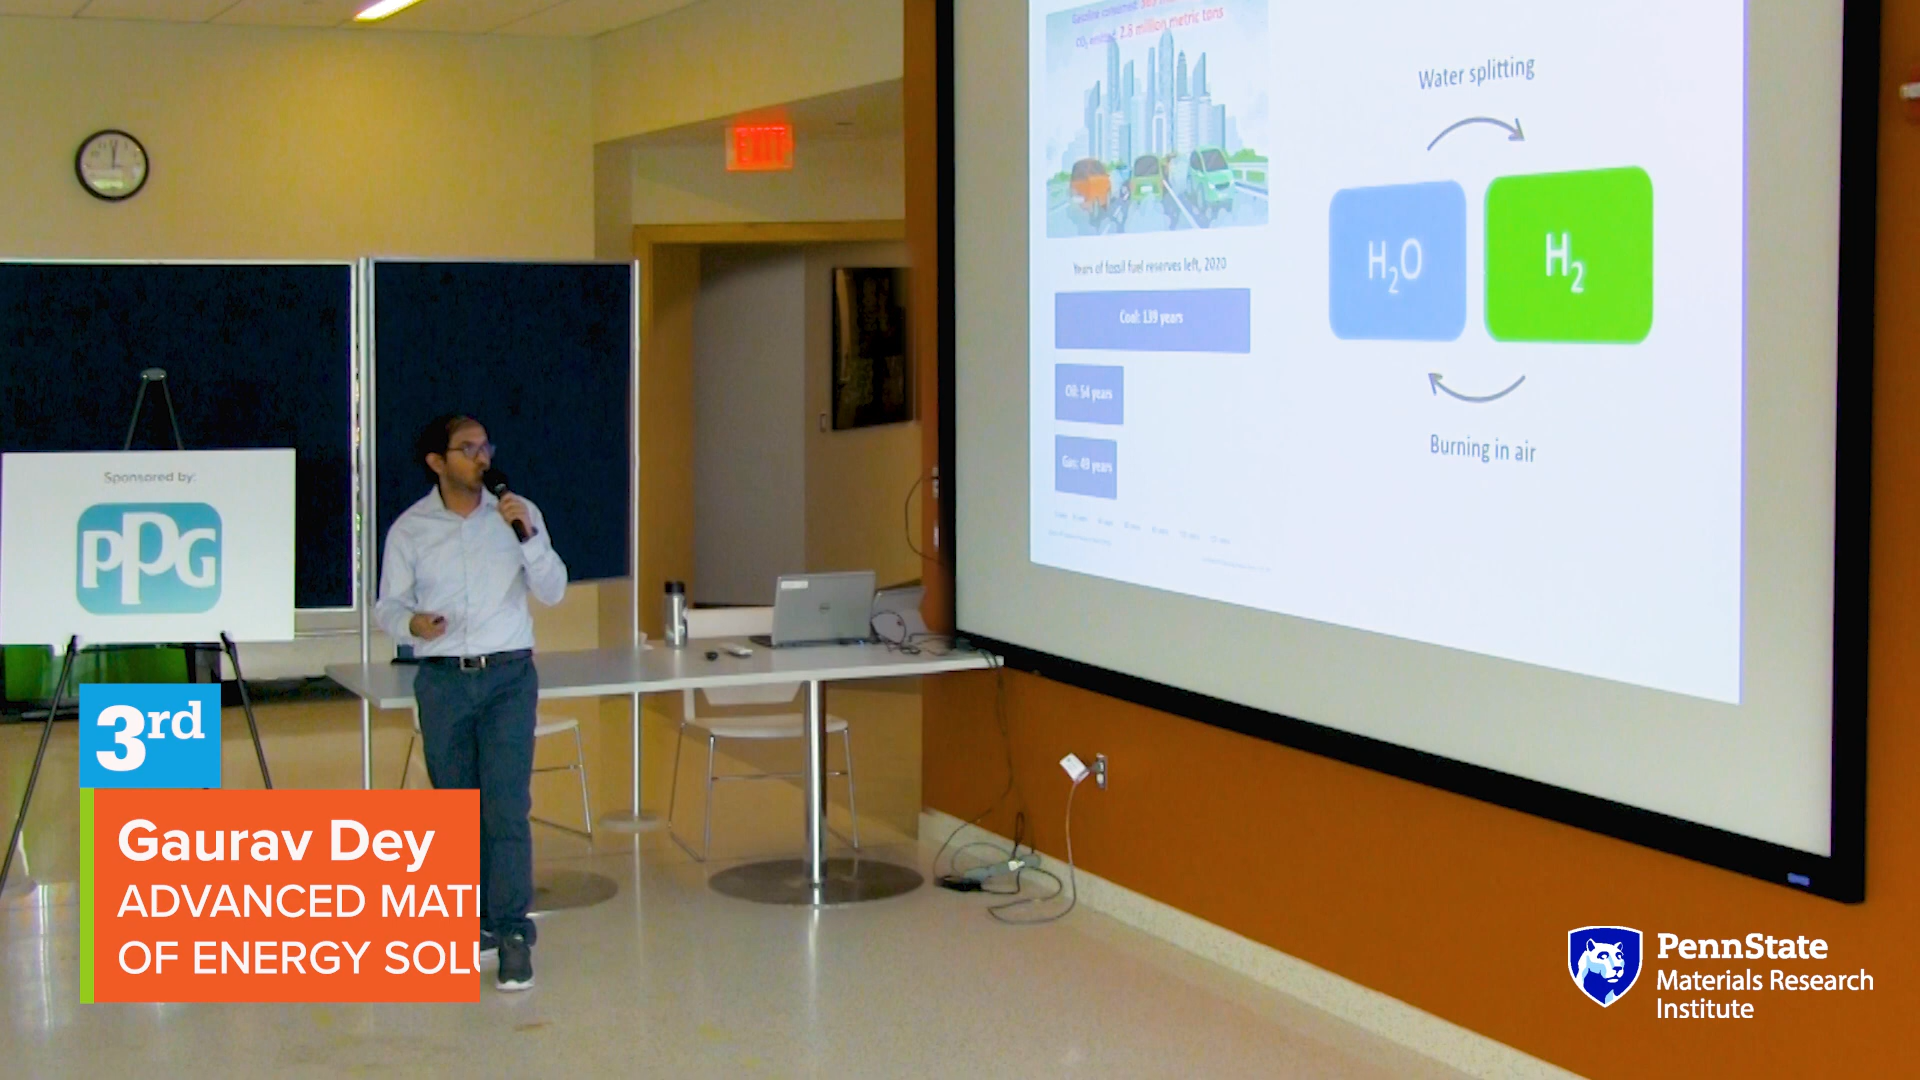 EXIT
Gasoline consumed:
CO2 emitted: 2.8 million metric tons
Years of fossil fuel reserves left, 2020
Coal: 139 years
Oil: 54 years
Gas: 49 years
Water splitting
H2O
H2
Burning in air
Sponsored by:
PPG
3rd
Gaurav Dey
ADVANCED MAT
OF ENERGY SOL
PennState
Materials Research
Institute